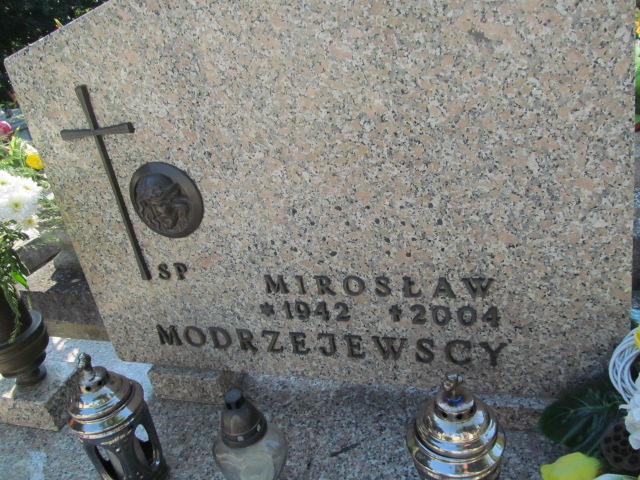 SP
MIROSŁAW
*1942 †2004
MODRZEJEWSCY